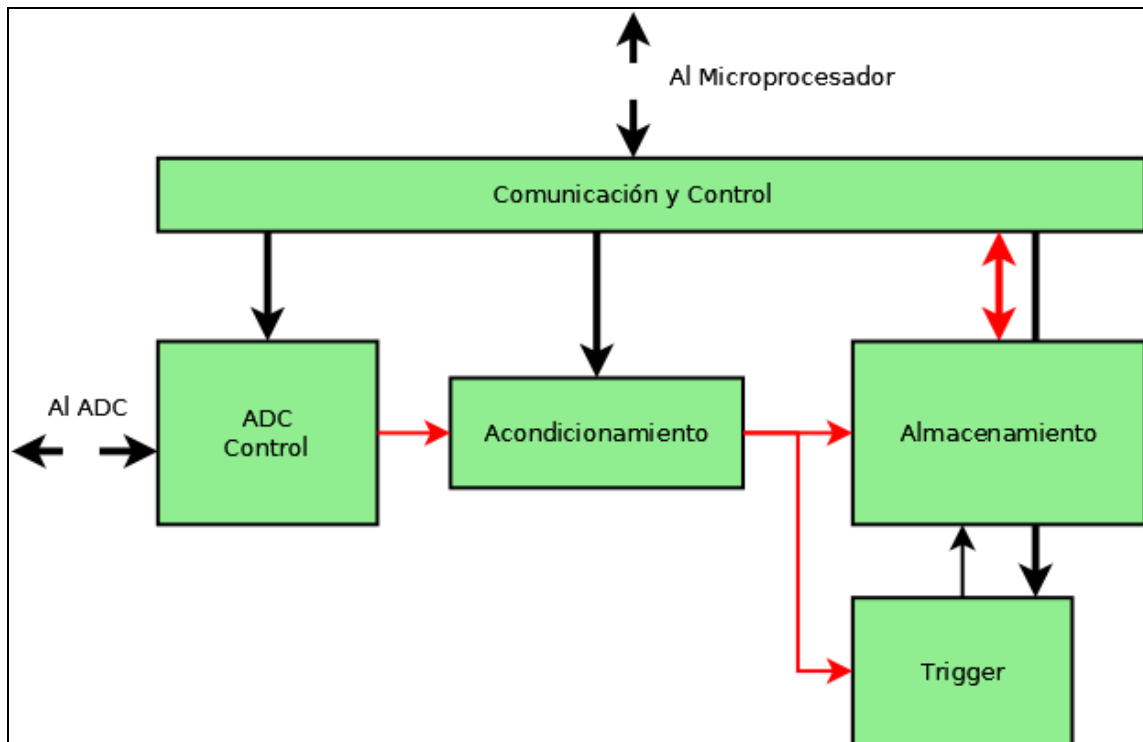 Al Microprocesador
Comunicación y Control
Al ADC
ADC
Control
Acondicionamiento
Almacenamiento
Trigger